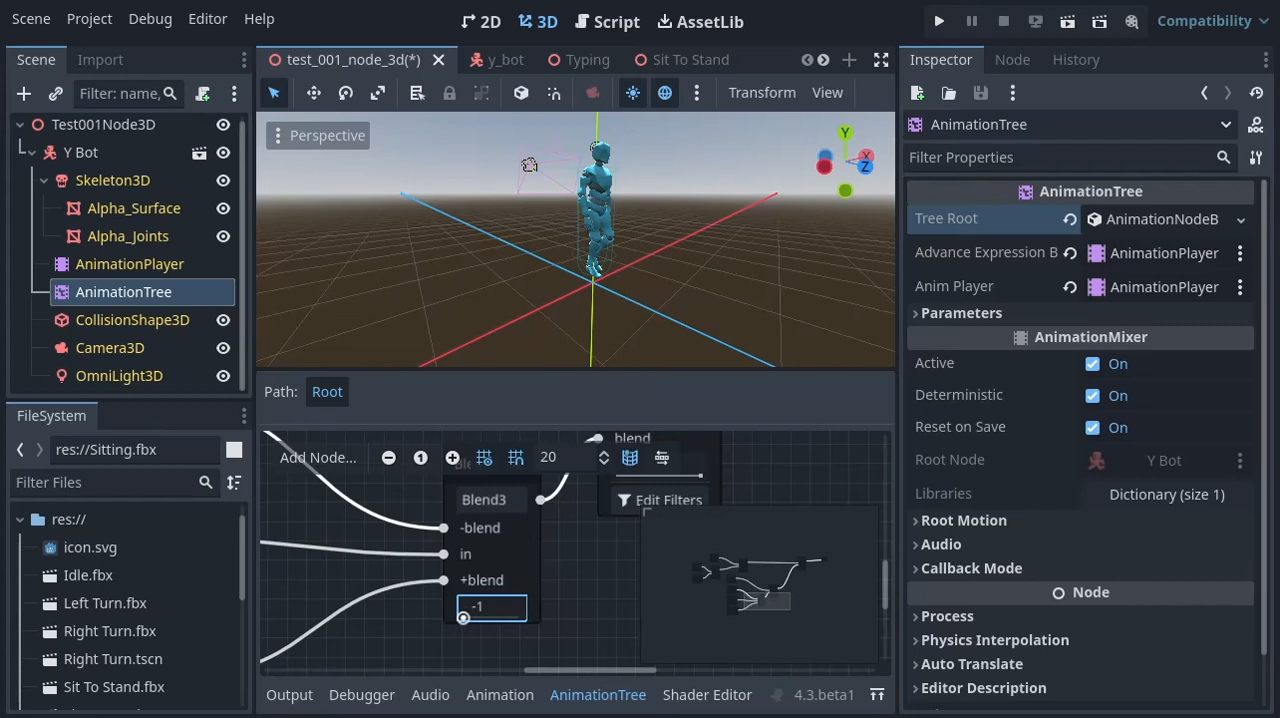 Scene Project Debug Editor Help
2D 3D Script AssetLib
Compatibility
Scene Import
Filter: name,
Test001Node3D
Y Bot
Skeleton3D
Alpha_Surface
Alpha_Joints
AnimationPlayer
AnimationTree
CollisionShape3D
Camera3D
OmniLight3D
FileSystem
res://Sitting.fbx
Filter Files
res://
icon.svg
Idle.fbx
Left Turn.fbx
Right Turn.fbx
Right Turn.tscn
Sit To Stand.fbx
test_001_node_3d(*) y_bot Typing Sit To Stand
Transform View
Perspective
Y
X
Z
Path: Root
Add Node... 1 20
blend
Blend3
Edit Filters
-blend
in
+blend
-1
Output Debugger Audio Animation AnimationTree Shader Editor 4.3.beta1
Inspector Node History
AnimationTree
Filter Properties
AnimationTree
Tree Root AnimationNodeB
Advance Expression B AnimationPlayer
Anim Player AnimationPlayer
Parameters
AnimationMixer
Active On
Deterministic On
Reset on Save On
Root Node Y Bot
Libraries Dictionary (size 1)
Root Motion
Audio
Callback Mode
Node
Process
Physics Interpolation
Auto Translate
Editor Description